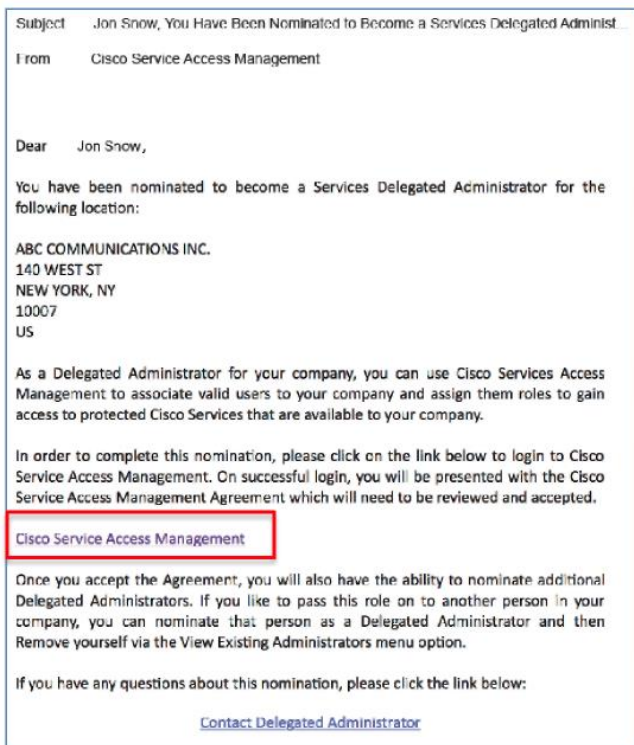 Subject Jon Snow, You Have Been Nominated to Become a Services Delegated Administ...
From Cisco Service Access Management
Dear Jon Snow,
You have been nominated to become a Services Delegated Administrator for the
following location:
ABC COMMUNICATIONS INC.
140 WEST ST
NEW YORK, NY
10007
US
As a Delegated Administrator for your company, you can use Cisco Services Access
Management to associate valid users to your company and assign them roles to gain
access to protected Cisco Services that are available to your company.
In order to complete this nomination, please click on the link below to login to Cisco
Service Access Management. On successful login, you will be presented with the Cisco
Service Access Management Agreement which will need to be reviewed and accepted.
Cisco Service Access Management
Once you accept the Agreement, you will also have the ability to nominate additional
Delegated Administrators. If you like to pass this role on to another person in your
company, you can nominate that person as a Delegated Administrator and then
Remove yourself via the View Existing Administrators menu option.
If you have any questions about this nomination, please click the link below:
Contact Delegated Administrator